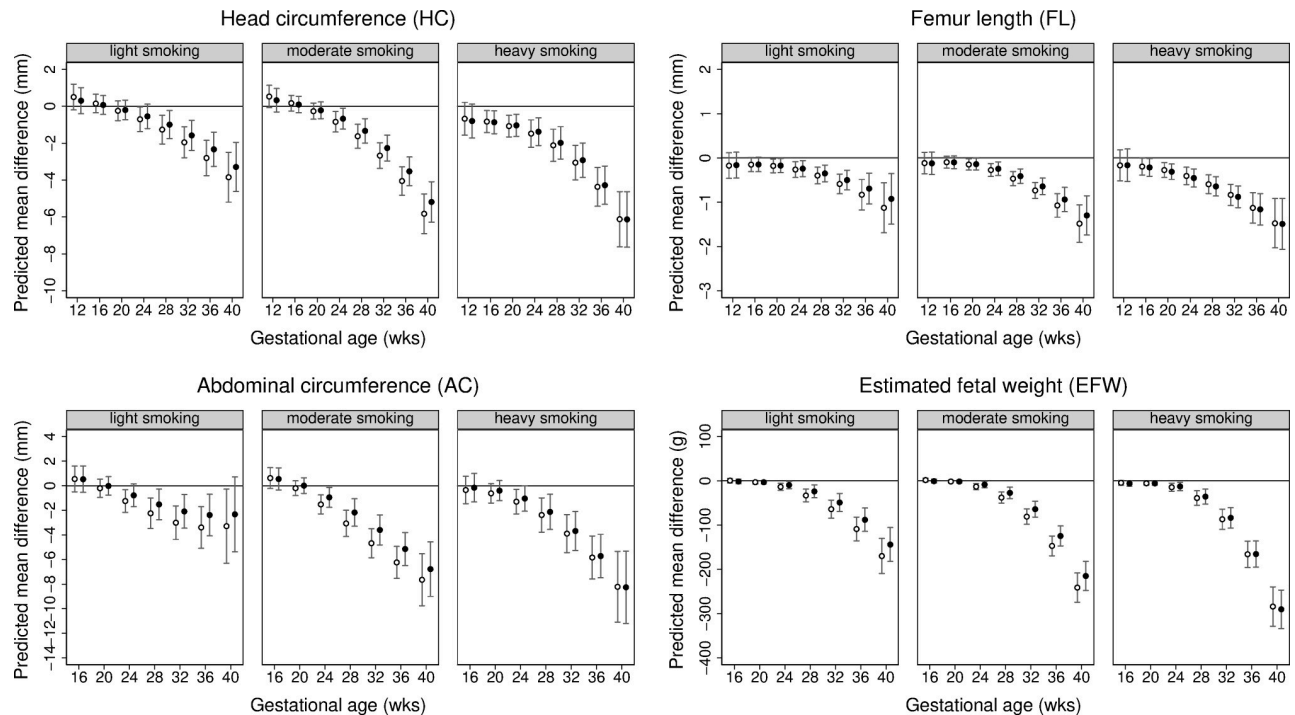 Head circumference (HC)
light smoking moderate smoking heavy smoking
Predicted mean difference (mm)
2
0
-2
-4
-6
-8
-10
12 16 20 24 28 32 36 40 12 16 20 24 28 32 36 40 12 16 20 24 28 32 36 40
Gestational age (wks)
Femur length (FL)
light smoking moderate smoking heavy smoking
Predicted mean difference (mm)
2
1
0
-1
-2
-3
12 16 20 24 28 32 36 40 12 16 20 24 28 32 36 40 12 16 20 24 28 32 36 40
Gestational age (wks)
Abdominal circumference (AC)
light smoking moderate smoking heavy smoking
Predicted mean difference (mm)
4
2
0
-2
-4
-6
-8
-10
-12
-14
16 20 24 28 32 36 40 16 20 24 28 32 36 40 16 20 24 28 32 36 40
Gestational age (wks)
Estimated fetal weight (EFW)
light smoking moderate smoking heavy smoking
Predicted mean difference (g)
100
0
-100
-200
-300
-400
16 20 24 28 32 36 40 16 20 24 28 32 36 40 16 20 24 28 32 36 40
Gestational age (wks)